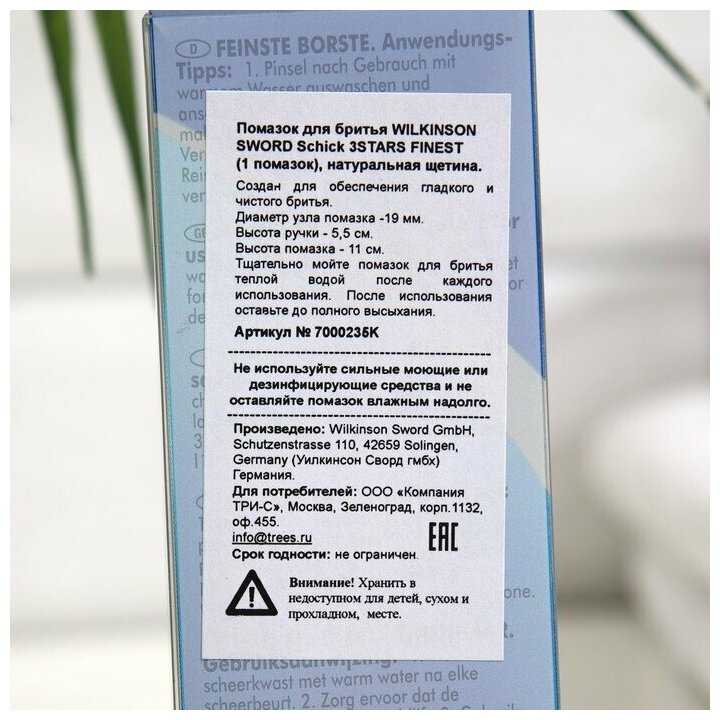 D FEINSTE BORSTE. Anwendungs-
Tipps: 1. Pinsel nach Gebrauch mit
Помазок для бритья WILKINSON
SWORD Schick 3STARS FINEST
(1 помазок), натуральная щетина.
Создан для обеспечения гладкого и
чистого бритья.
Диаметр узла помазка -19 мм.
Высота ручки - 5,5 см.
Высота помазка - 11 см.
Тщательно мойте помазок для бритья
теплой водой после каждого
использования. После использования
оставьте до полного высыхания.
Артикул № 7000235K
Не используйте сильные моющие или
дезинфицирующие средства и не
оставляйте помазок влажным надолго.
Произведено: Wilkinson Sword GmbH,
Schutzenstrasse 110, 42659 Solingen,
Germany (Уилкинсон Сворд гмбх)
Германия.
Для потребителей: ООО «Компания
ТРИ-С», Москва, Зеленоград, корп.1132,
оф.455.
info@trees.ru
EAC
Срок годности: не ограничен.
Внимание! Хранить в
недоступном для детей, сухом и
прохладном, месте.
Gebruiksaanwijzing:
scheerkwast met warm water na elke
scheerbeurt. 2. Zorg ervoor dat de